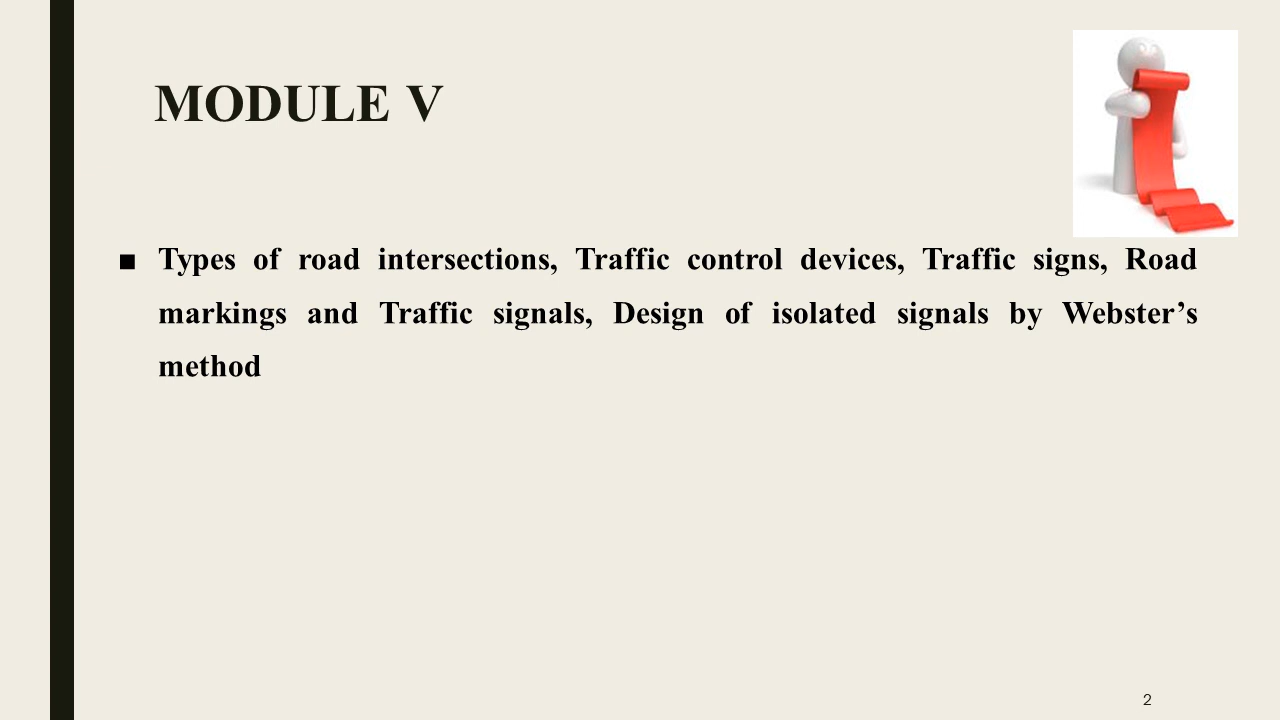 MODULE V
■ Types of road intersections, Traffic control devices, Traffic signs, Road
markings and Traffic signals, Design of isolated signals by Webster’s
method
2